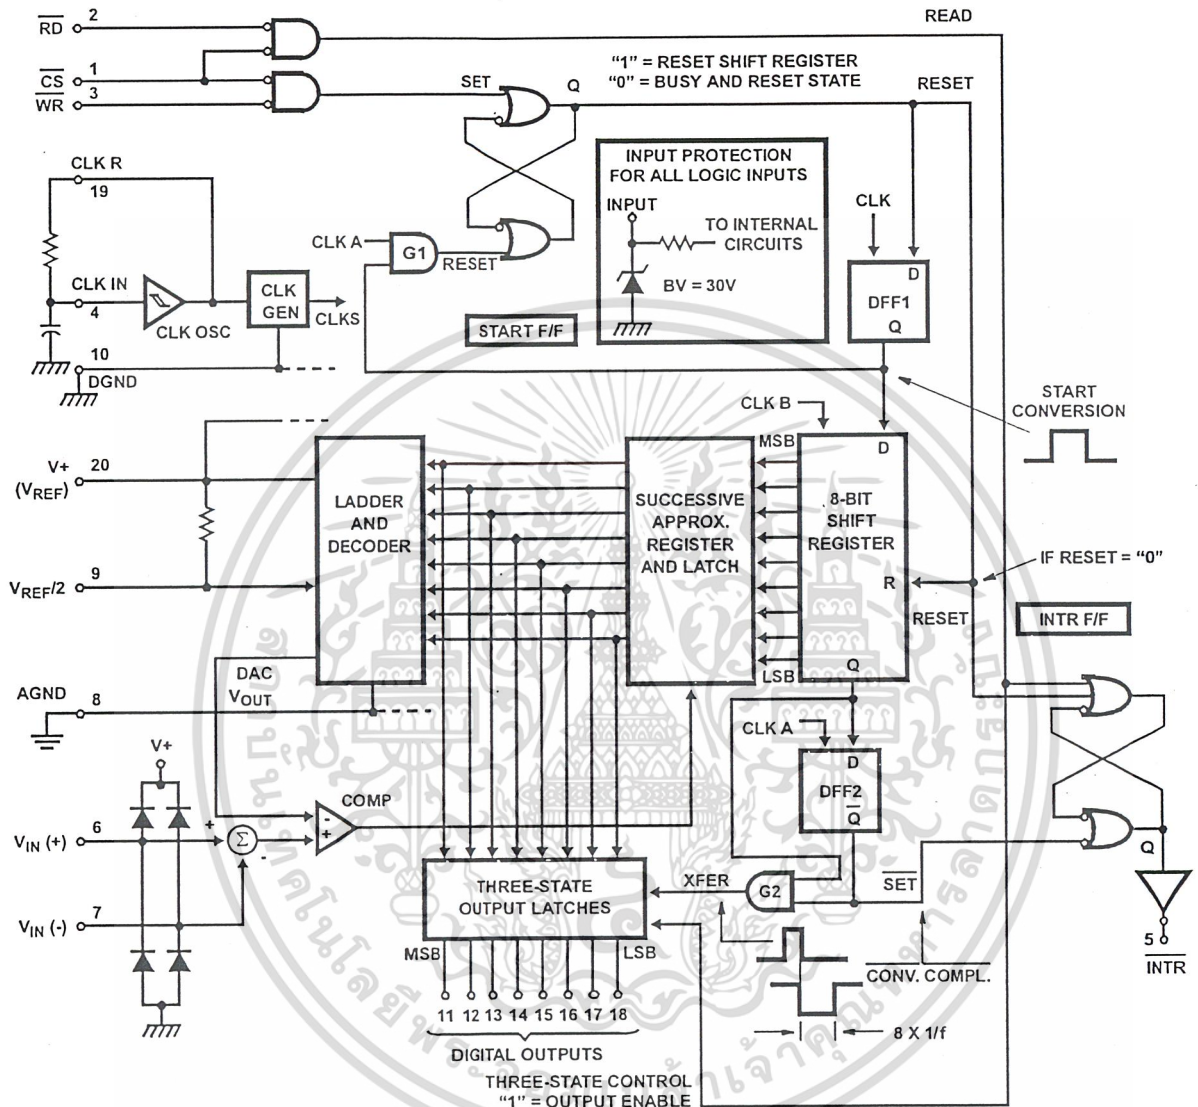 RD 2
READ
CS 1
WR 3
SET
Q
"1" = RESET SHIFT REGISTER
"0" = BUSY AND RESET STATE
RESET
CLK R
19
CLK A
G1
RESET
INPUT PROTECTION
FOR ALL LOGIC INPUTS
INPUT
TO INTERNAL
CIRCUITS
BV = 30V
CLK
D
DFF1
Q
CLK IN
4
CLK OSC
CLK
GEN
CLKS
START F/F
10
DGND
START
CONVERSION
CLK B
V+
(VREF)
20
LADDER
AND
DECODER
MSB
SUCCESSIVE
APPROX.
REGISTER
AND LATCH
D
8-BIT
SHIFT
REGISTER
R
IF RESET = "0"
RESET
VREF/2 9
INTR F/F
LSB
Q
DAC
VOUT
AGND 8
CLK A
D
DFF2
Q
V+
COMP
-
+
VIN (+) 6
+
Σ
-
VIN (-) 7
THREE-STATE
OUTPUT LATCHES
XFER
G2
SET
Q
5
INTR
MSB
LSB
CONV. COMPL.
11 12 13 14 15 16 17 18
8 X 1/f
DIGITAL OUTPUTS
THREE-STATE CONTROL
"1" = OUTPUT ENABLE